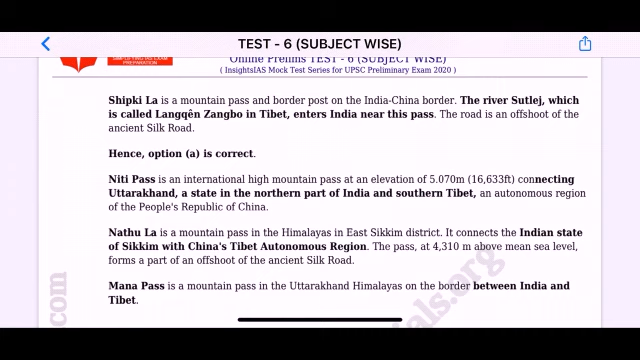 TEST - 6 (SUBJECT WISE)
SIMPLIFYING IAS EXAM
PREPARATION
Online Prelims TEST - 6 (SUBJECT WISE)
( InsightsIAS Mock Test Series for UPSC Preliminary Exam 2020 )
Shipki La is a mountain pass and border post on the India-China border. The river Sutlej, which
is called Langqên Zangbo in Tibet, enters India near this pass. The road is an offshoot of the
ancient Silk Road.
Hence, option (a) is correct.
Niti Pass is an international high mountain pass at an elevation of 5.070m (16,633ft) connecting
Uttarakhand, a state in the northern part of India and southern Tibet, an autonomous region
of the People's Republic of China.
Nathu La is a mountain pass in the Himalayas in East Sikkim district. It connects the Indian state
of Sikkim with China's Tibet Autonomous Region. The pass, at 4,310 m above mean sea level,
forms a part of an offshoot of the ancient Silk Road.
Mana Pass is a mountain pass in the Uttarakhand Himalayas on the border between India and
Tibet.
.com
als.org